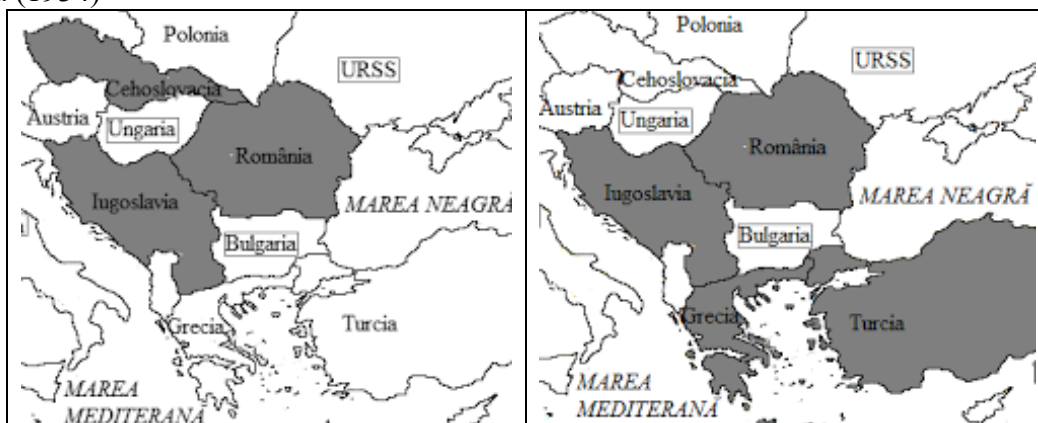 (1934)
Polonia
URSS
Cehoslovacia
Austria
Ungaria
România
Iugoslavia
MAREA NEAGRĂ
Bulgaria
Grecia
Turcia
MAREA
MEDITERANĂ
Polonia
URSS
Cehoslovacia
Austria
Ungaria
România
Iugoslavia
MAREA NEAGRĂ
Bulgaria
Grecia
Turcia
MAREA
MEDITERANĂ